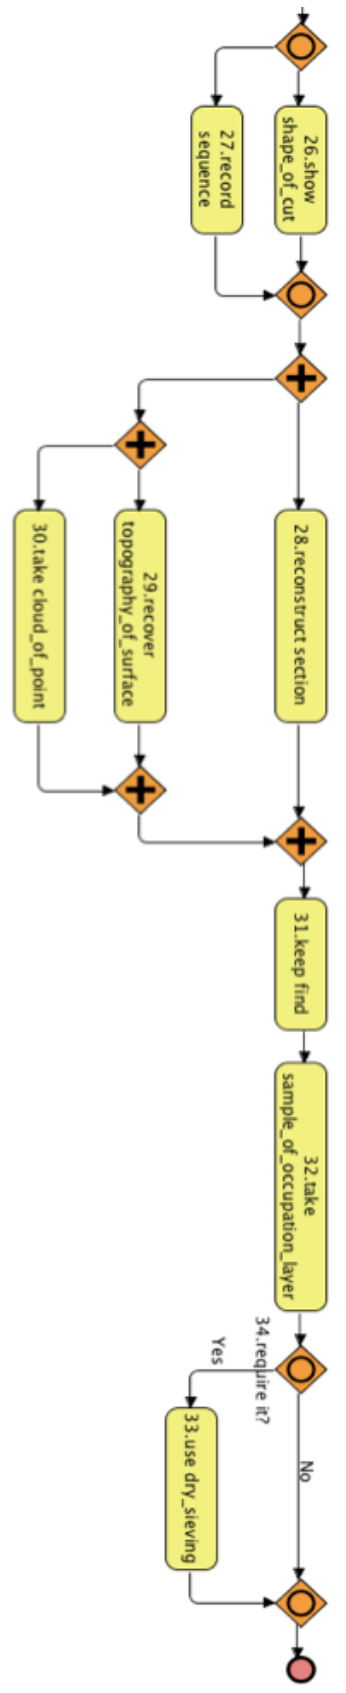 26.show
shape_of_cut
27.record
sequence
28.reconstruct section
29.recover
topography_of_surface
30.take cloud_of_point
31.keep find
32.take
sample_of_occupation_layer
34.require it?
Yes
No
33.use dry_sieving